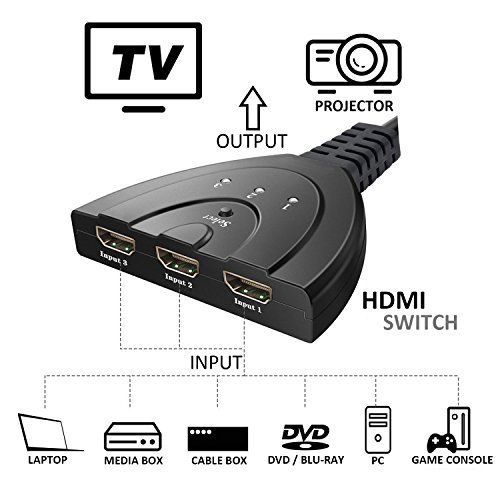 TV
PROJECTOR
OUTPUT
3
2
1
Select
Input 3
Input 2
Input 1
HDMI
SWITCH
INPUT
LAPTOP
MEDIA BOX
CABLE BOX
DVD
DVD / BLU-RAY
PC
GAME CONSOLE